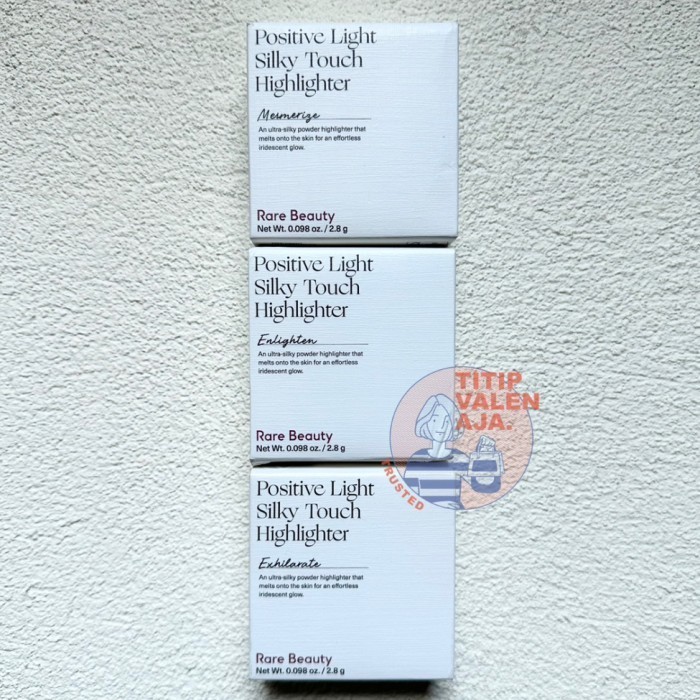 Positive Light
Silky Touch
Highlighter
Mesmerize
An ultra-silky powder highlighter that
melts onto the skin for an effortless
iridescent glow.
Rare Beauty
Net Wt. 0.098 oz. / 2.8 g
Positive Light
Silky Touch
Highlighter
Enlighten
An ultra-silky powder highlighter that
melts onto the skin for an effortless
iridescent glow.
Rare Beauty
Net Wt. 0.098 oz. / 2.8 g
TITIP
VALEN
AJA.
TRUSTED
Positive Light
Silky Touch
Highlighter
Exhilarate
An ultra-silky powder highlighter that
melts onto the skin for an effortless
iridescent glow.
Rare Beauty
Net Wt. 0.098 oz. / 2.8 g